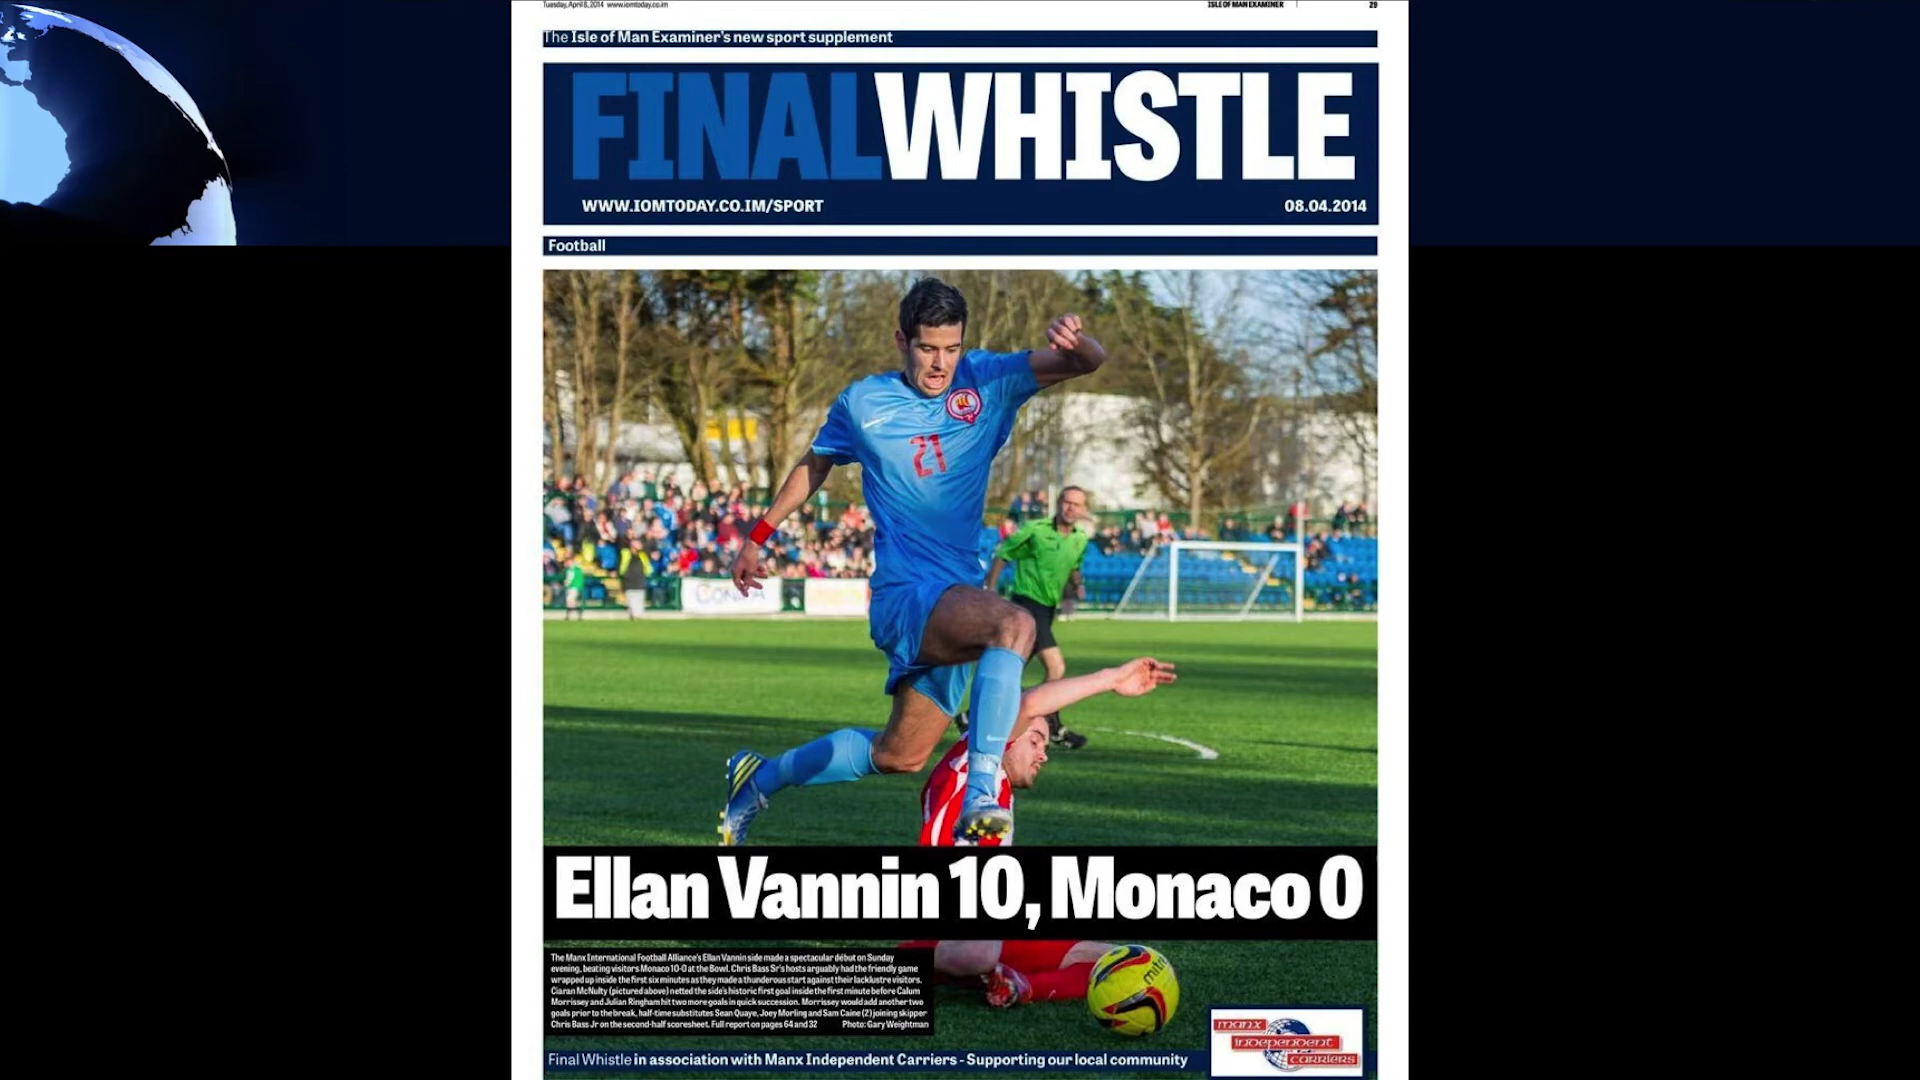 Tuesday, April 8, 2014 www.iomtoday.co.im
ISLE OF MAN EXAMINER
29
The Isle of Man Examiner's new sport supplement
FINALWHISTLE
WWW.IOMTODAY.CO.IM/SPORT
08.04.2014
Football
21
mitre
Ellan Vannin 10, Monaco 0
The Manx International Football Alliance's Ellan Vannin side made a spectacular début on Sunday
evening, beating visitors Monaco 10-0 at the Bowl. Chris Bass Sr's hosts arguably had the friendly game
wrapped up inside the first six minutes as they made a thunderous start against their lacklustre visitors.
Ciaran McNulty (pictured above) netted the side's historic first goal inside the first minute before Calum
Morrissey and Julian Ringham hit two more goals in quick succession. Morrissey would add another two
goals prior to the break, half-time substitutes Sean Quaye, Joey Morling and Sam Caine (2) joining skipper
Chris Bass Jr on the second-half scoresheet. Full report on pages 64 and 32
Photo: Gary Weightman
Final Whistle in association with Manx Independent Carriers - Supporting our local community
manx
independent
carriers